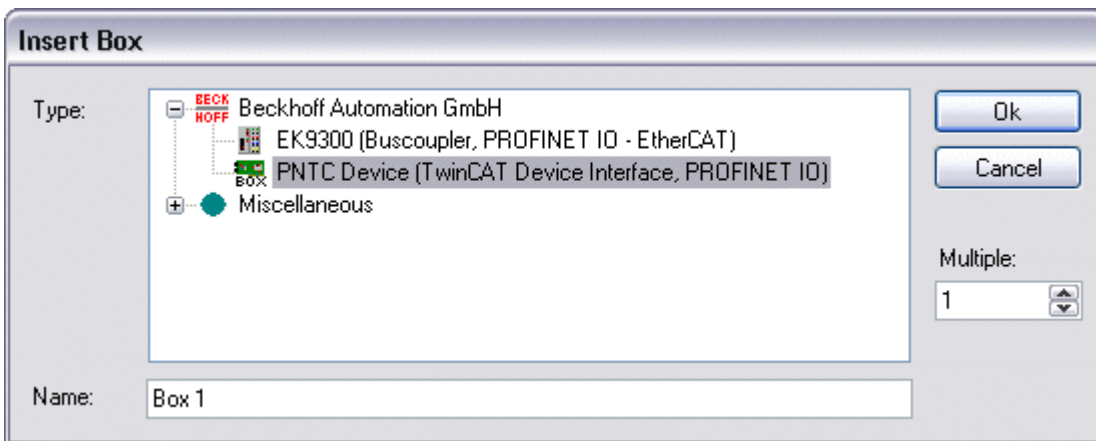 Insert Box
Type:
BECK
HOFF
Beckhoff Automation GmbH
Ok
EK9300 (Buscoupler, PROFINET IO - EtherCAT)
BOX
PNTC Device (TwinCAT Device Interface, PROFINET IO)
Cancel
Miscellaneous
Multiple:
1
Name:
Box 1